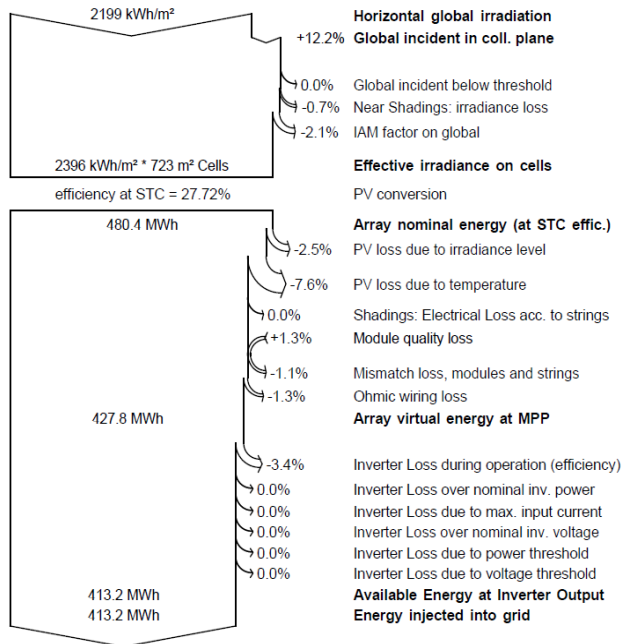 2199 kWh/m² Horizontal global irradiation
+12.2% Global incident in coll. plane
0.0% Global incident below threshold
-0.7% Near Shadings: irradiance loss
-2.1% IAM factor on global
2396 kWh/m² * 723 m² Cells Effective irradiance on cells
efficiency at STC = 27.72% PV conversion
480.4 MWh Array nominal energy (at STC effic.)
-2.5% PV loss due to irradiance level
-7.6% PV loss due to temperature
0.0% Shadings: Electrical Loss acc. to strings
+1.3% Module quality loss
-1.1% Mismatch loss, modules and strings
-1.3% Ohmic wiring loss
427.8 MWh Array virtual energy at MPP
-3.4% Inverter Loss during operation (efficiency)
0.0% Inverter Loss over nominal inv. power
0.0% Inverter Loss due to max. input current
0.0% Inverter Loss over nominal inv. voltage
0.0% Inverter Loss due to power threshold
0.0% Inverter Loss due to voltage threshold
413.2 MWh Available Energy at Inverter Output
413.2 MWh Energy injected into grid